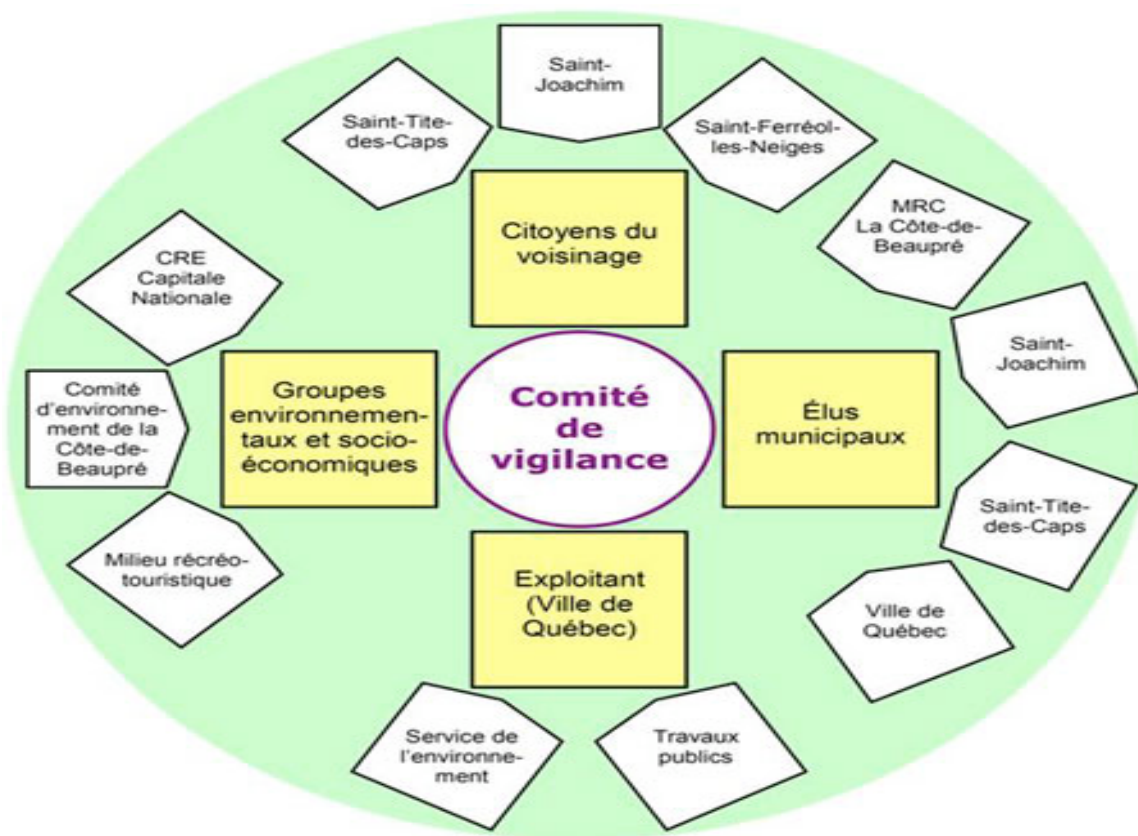 Saint-
Joachim
Saint-Tite-
des-Caps
Saint-Ferréol-
les-Neiges
Citoyens du
voisinage
MRC
La Côte-de-
Beaupré
CRE
Capitale
Nationale
Saint-
Joachim
Comité
d'environne-
ment de la
Côte-de-
Beaupré
Groupes
environnemen-
taux et socio-
économiques
Comité
de
vigilance
Élus
municipaux
Saint-Tite-
des-Caps
Milieu récréo-
touristique
Exploitant
(Ville de
Québec)
Ville de
Québec
Service de
l'environne-
ment
Travaux
publics